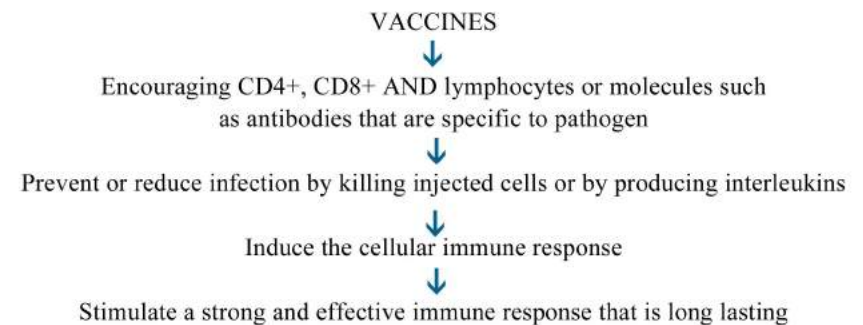 VACCINES
Encouraging CD4+, CD8+ AND lymphocytes or molecules such
as antibodies that are specific to pathogen
Prevent or reduce infection by killing injected cells or by producing interleukins
Induce the cellular immune response
Stimulate a strong and effective immune response that is long lasting